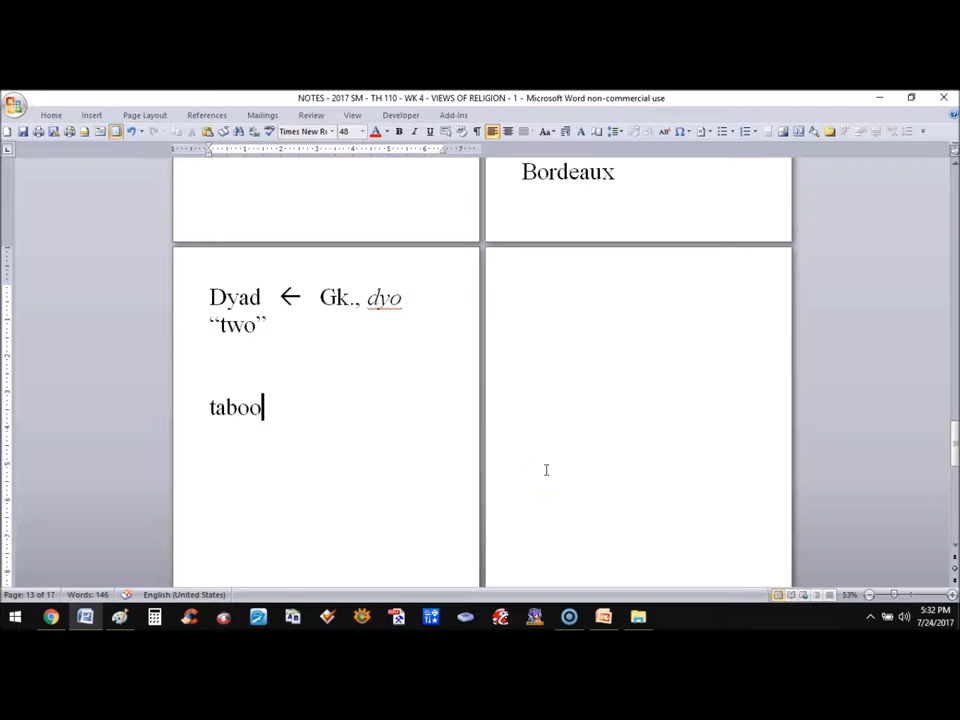 NOTES - 2017 SM - TH 110 - WK 4 - VIEWS OF RELIGION - 1 - Microsoft Word non-commercial use
Home Insert Page Layout References Mailings Review View Developer Add-Ins
Times New Ro 48
Bordeaux
Dyad ← Gk., dyo
“two”
taboo
Page: 13 of 17 Words: 146 English (United States) 53%
5:32 PM
7/24/2017